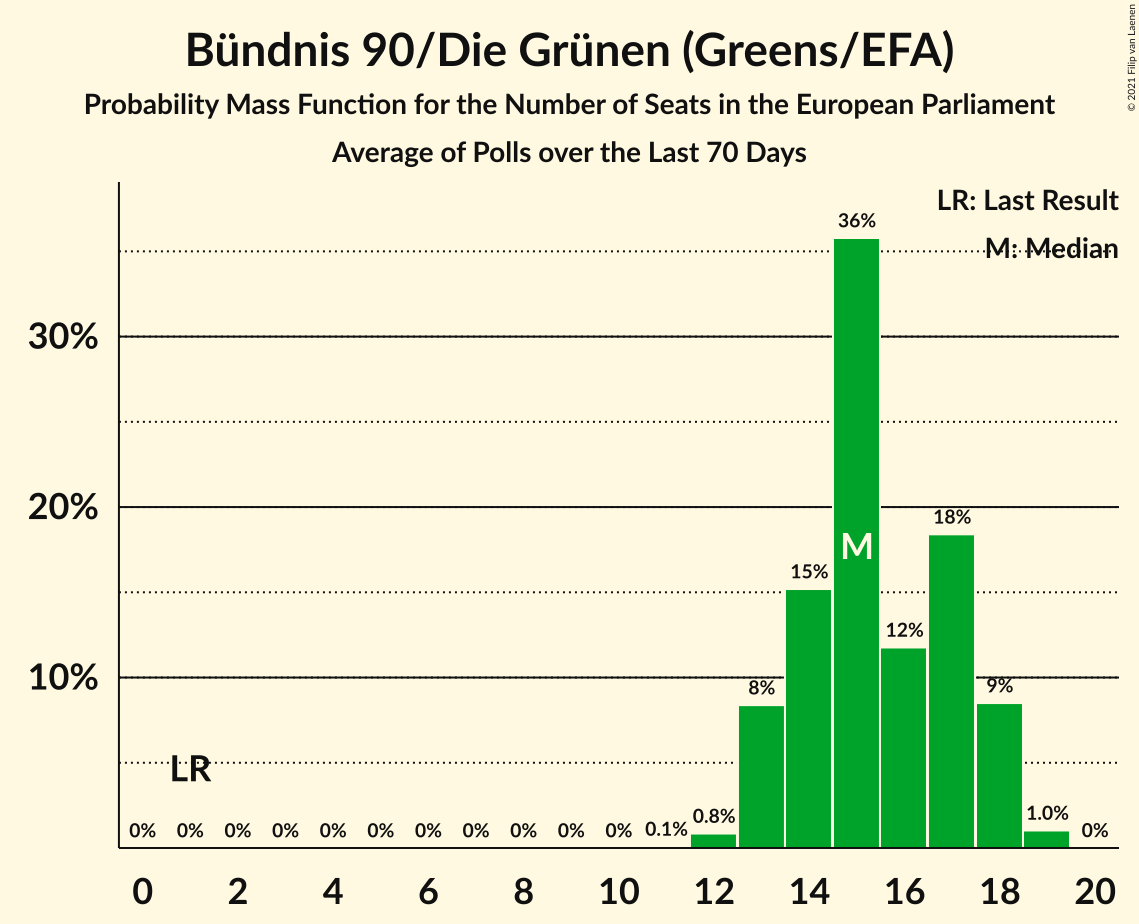 Bündnis 90/Die Grünen (Greens/EFA)
Probability Mass Function for the Number of Seats in the European Parliament
Average of Polls over the Last 70 Days
© 2021 Filip van Laenen
LR: Last Result
M: Median
30%
20%
10%
36%
18%
M
15%
12%
8%
9%
LR
0% 0% 0% 0% 0% 0% 0% 0% 0% 0% 0% 0.1% 0.8% 1.0% 0%
0 2 4 6 8 10 12 14 16 18 20